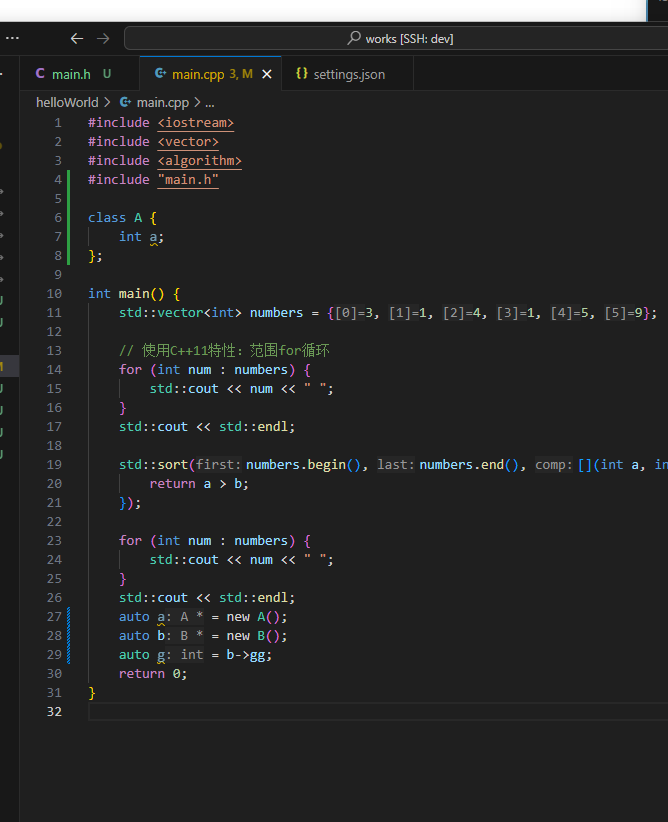 works [SSH: dev]
main.h U main.cpp 3, M settings.json
helloWorld > main.cpp > ...
1 #include <iostream>
2 #include <vector>
3 #include <algorithm>
4 #include "main.h"
5
6 class A {
7 int a;
8 };
9
10 int main() {
11 std::vector<int> numbers = {[0]=3, [1]=1, [2]=4, [3]=1, [4]=5, [5]=9};
12
13 // 使用C++11特性：范围for循环
14 for (int num : numbers) {
15 std::cout << num << " ";
16 }
17 std::cout << std::endl;
18
19 std::sort(first: numbers.begin(), last: numbers.end(), comp: [](int a, in
20 return a > b;
21 });
22
23 for (int num : numbers) {
24 std::cout << num << " ";
25 }
26 std::cout << std::endl;
27 auto a: A * = new A();
28 auto b: B * = new B();
29 auto g: int = b->gg;
30 return 0;
31 }
32